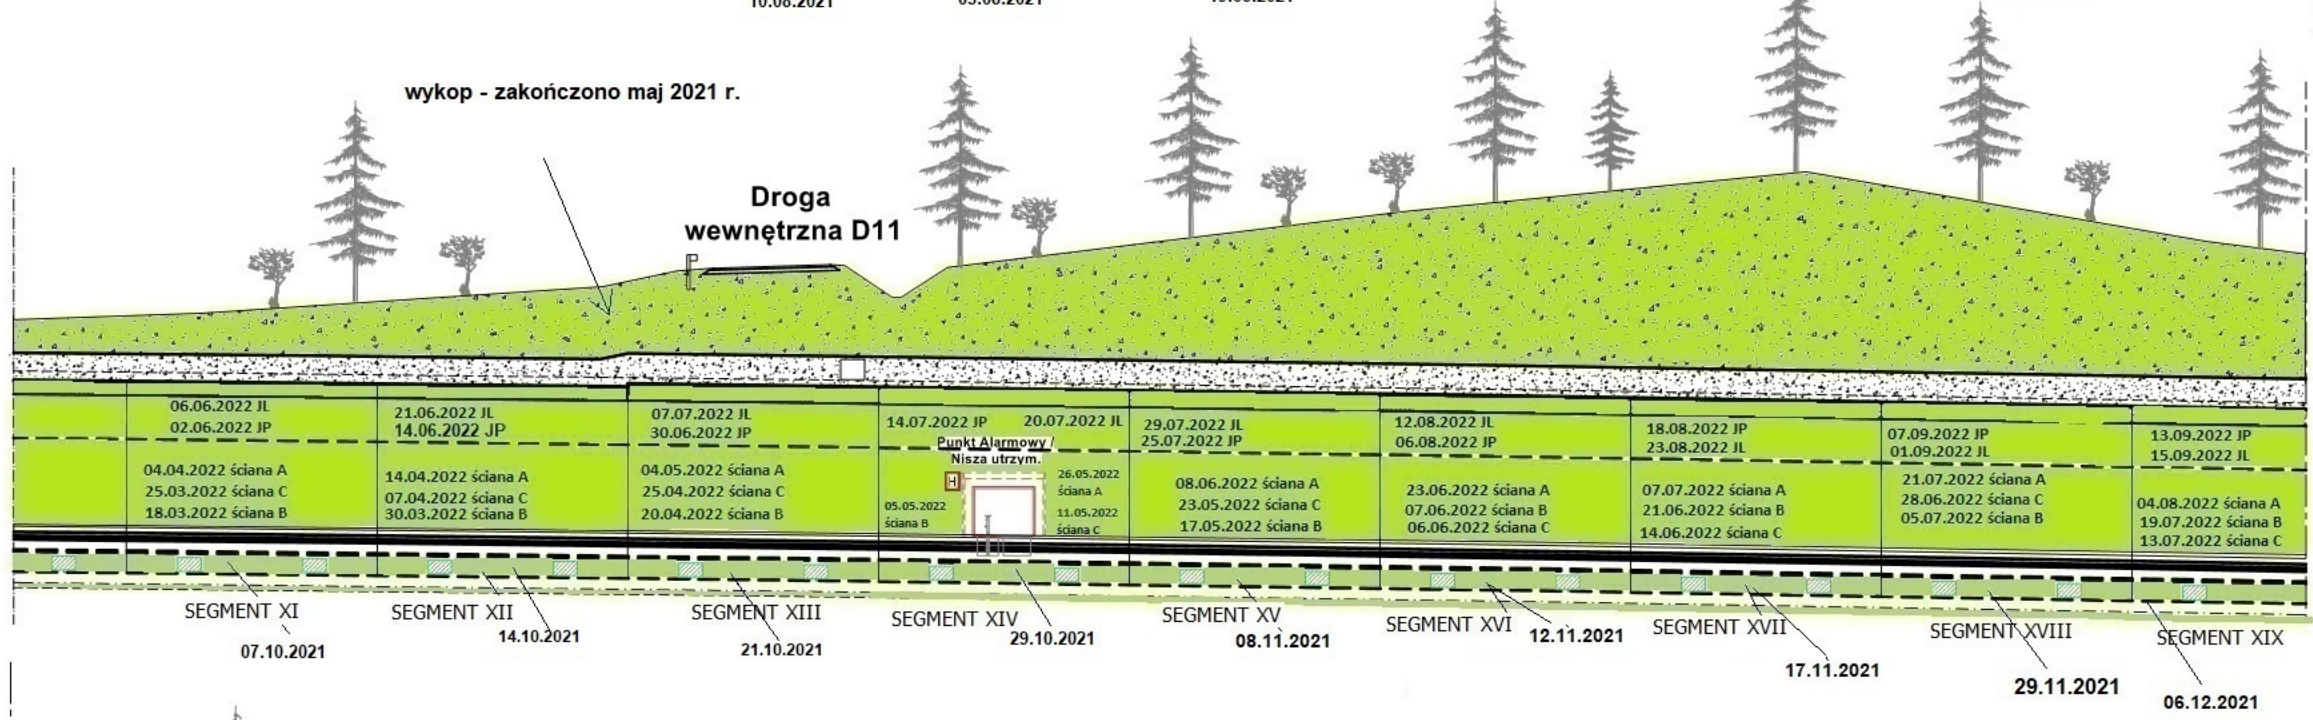 10.08.2021
wykop - zakończono maj 2021 r.
Droga
wewnętrzna D11
06.06.2022 JL
02.06.2022 JP
04.04.2022 ściana A
25.03.2022 ściana C
18.03.2022 ściana B
21.06.2022 JL
14.06.2022 JP
14.04.2022 ściana A
07.04.2022 ściana C
30.03.2022 ściana B
07.07.2022 JL
30.06.2022 JP
04.05.2022 ściana A
25.04.2022 ściana C
20.04.2022 ściana B
14.07.2022 JP
20.07.2022 JL
Punkt Alarmowy /
Nisza utrzym.
H
05.05.2022
ściana B
26.05.2022
ściana A
11.05.2022
ściana C
29.07.2022 JL
25.07.2022 JP
08.06.2022 ściana A
23.05.2022 ściana C
17.05.2022 ściana B
12.08.2022 JL
06.08.2022 JP
23.06.2022 ściana A
07.06.2022 ściana B
06.06.2022 ściana C
18.08.2022 JP
23.08.2022 JL
07.07.2022 ściana A
21.06.2022 ściana B
14.06.2022 ściana C
07.09.2022 JP
01.09.2022 JL
21.07.2022 ściana A
28.06.2022 ściana C
05.07.2022 ściana B
13.09.2022 JP
15.09.2022 JL
04.08.2022 ściana A
19.07.2022 ściana B
13.07.2022 ściana C
SEGMENT XI
SEGMENT XII
SEGMENT XIII
SEGMENT XIV
SEGMENT XV
SEGMENT XVI
SEGMENT XVII
SEGMENT XVIII
SEGMENT XIX
07.10.2021
14.10.2021
21.10.2021
29.10.2021
08.11.2021
12.11.2021
17.11.2021
29.11.2021
06.12.2021